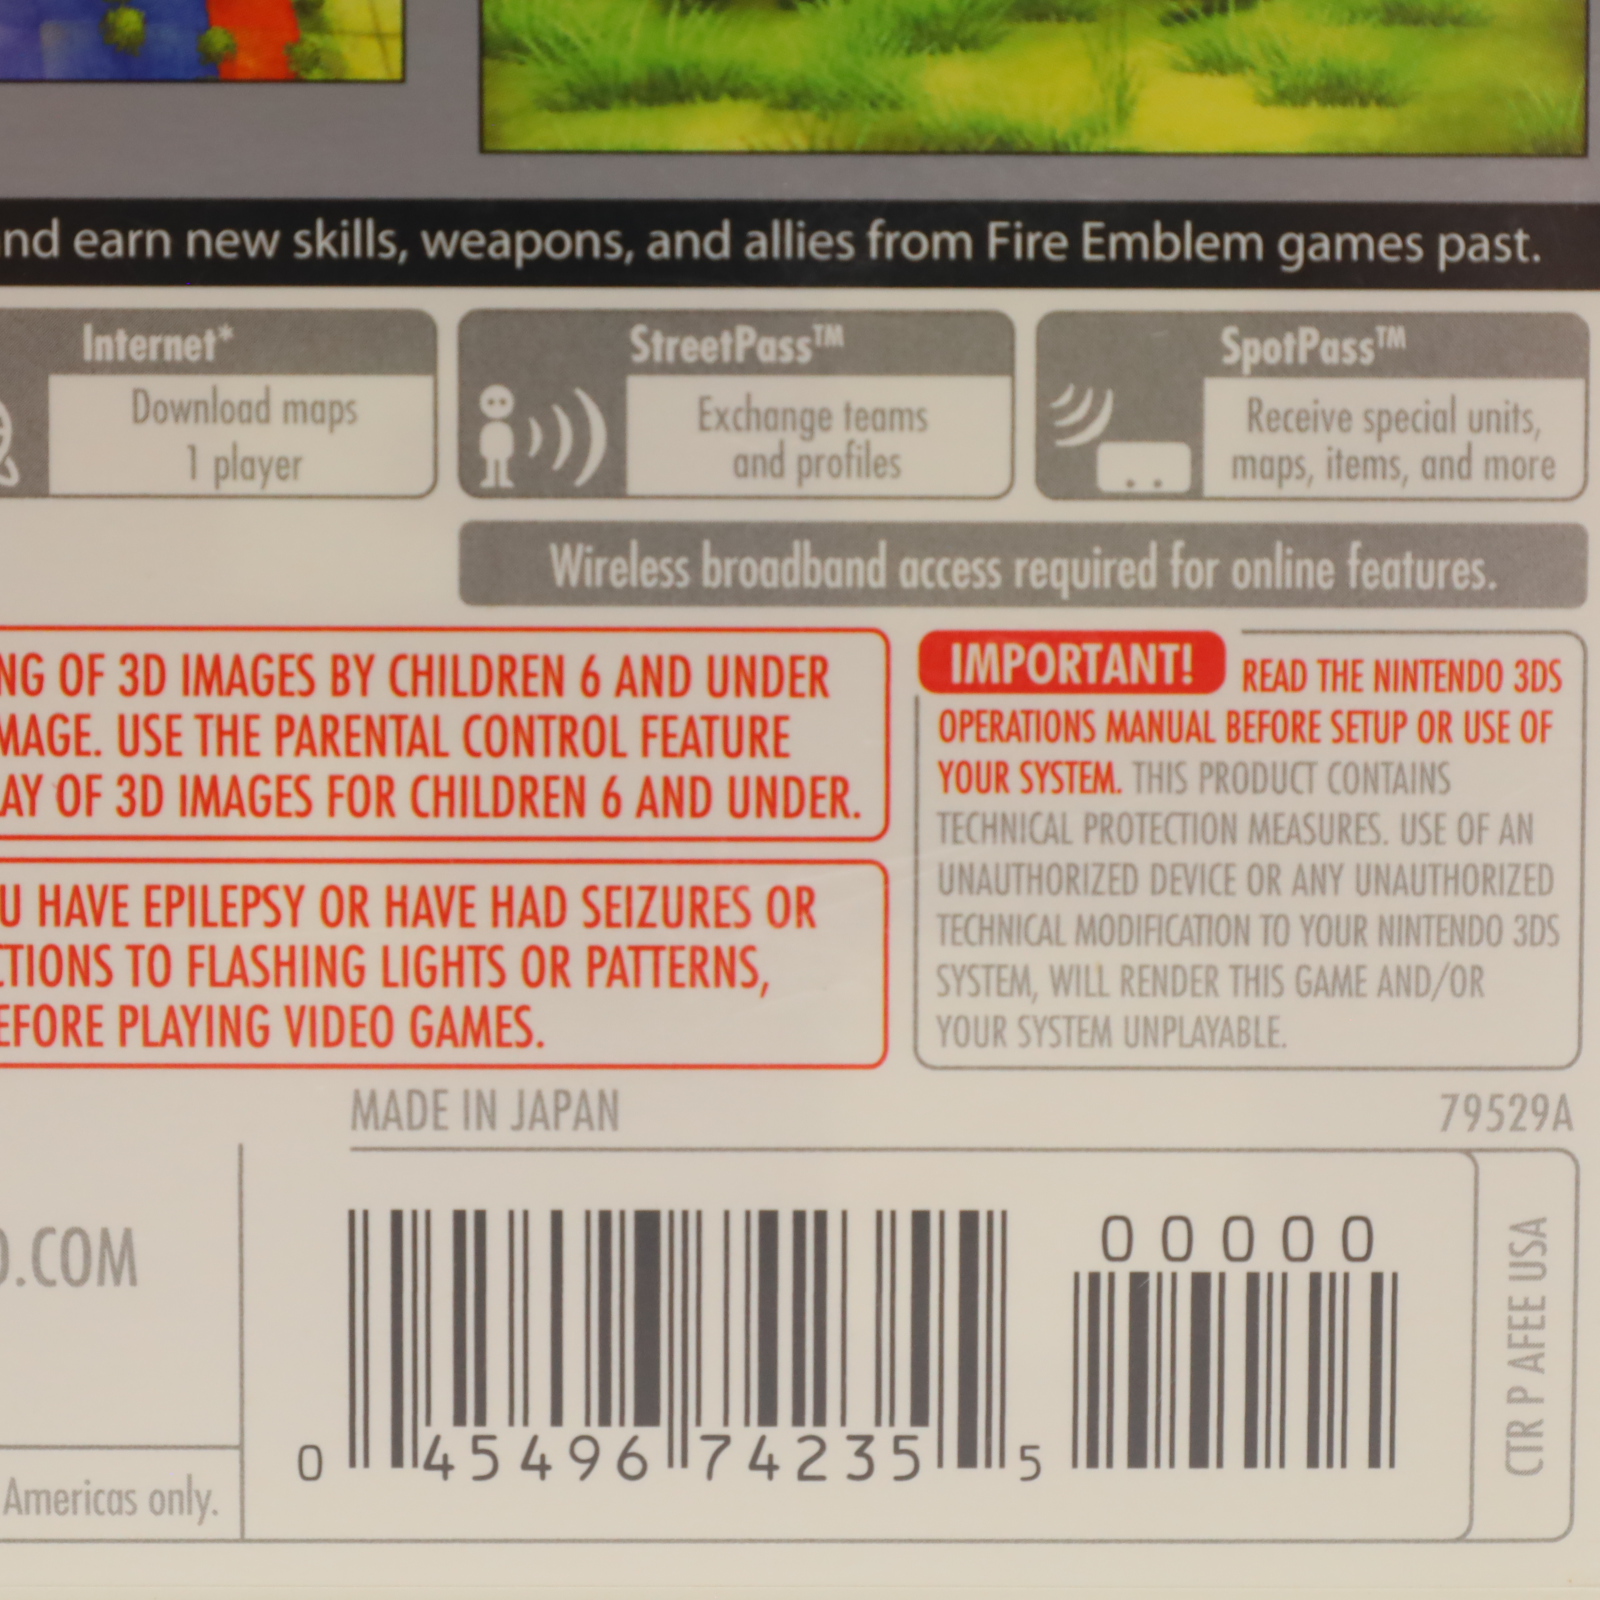 nd earn new skills, weapons, and allies from Fire Emblem games past.
Internet*
Download maps
1 player
StreetPass™
Exchange teams
and profiles
SpotPass™
Receive special units,
maps, items, and more
Wireless broadband access required for online features.
NG OF 3D IMAGES BY CHILDREN 6 AND UNDER
MAGE. USE THE PARENTAL CONTROL FEATURE
LAY OF 3D IMAGES FOR CHILDREN 6 AND UNDER.
U HAVE EPILEPSY OR HAVE HAD SEIZURES OR
CTIONS TO FLASHING LIGHTS OR PATTERNS,
EFORE PLAYING VIDEO GAMES.
IMPORTANT! READ THE NINTENDO 3DS
OPERATIONS MANUAL BEFORE SETUP OR USE OF
YOUR SYSTEM. THIS PRODUCT CONTAINS
TECHNICAL PROTECTION MEASURES. USE OF AN
UNAUTHORIZED DEVICE OR ANY UNAUTHORIZED
TECHNICAL MODIFICATION TO YOUR NINTENDO 3DS
SYSTEM, WILL RENDER THIS GAME AND/OR
YOUR SYSTEM UNPLAYABLE.
MADE IN JAPAN
79529A
O.COM
Americas only.
0 45496 74235 5
00000
CTR P AFEE USA